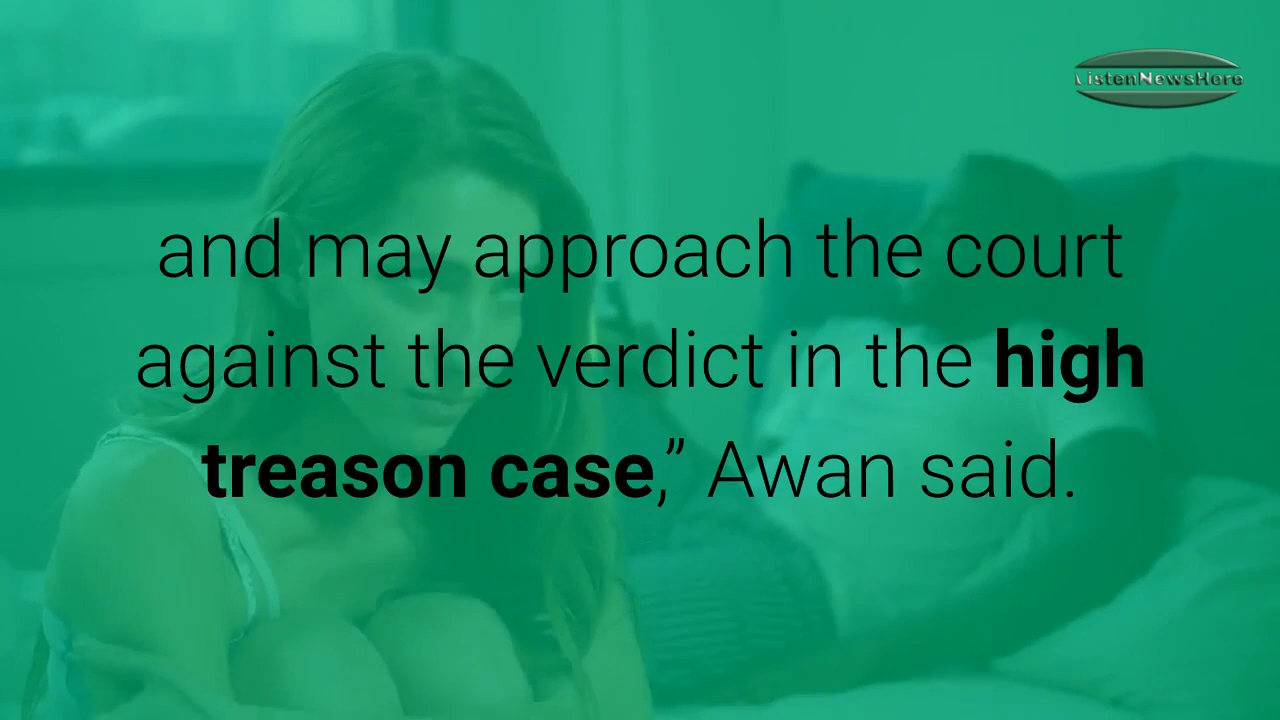 ListenNewsHere
and may approach the court
against the verdict in the high
treason case,” Awan said.